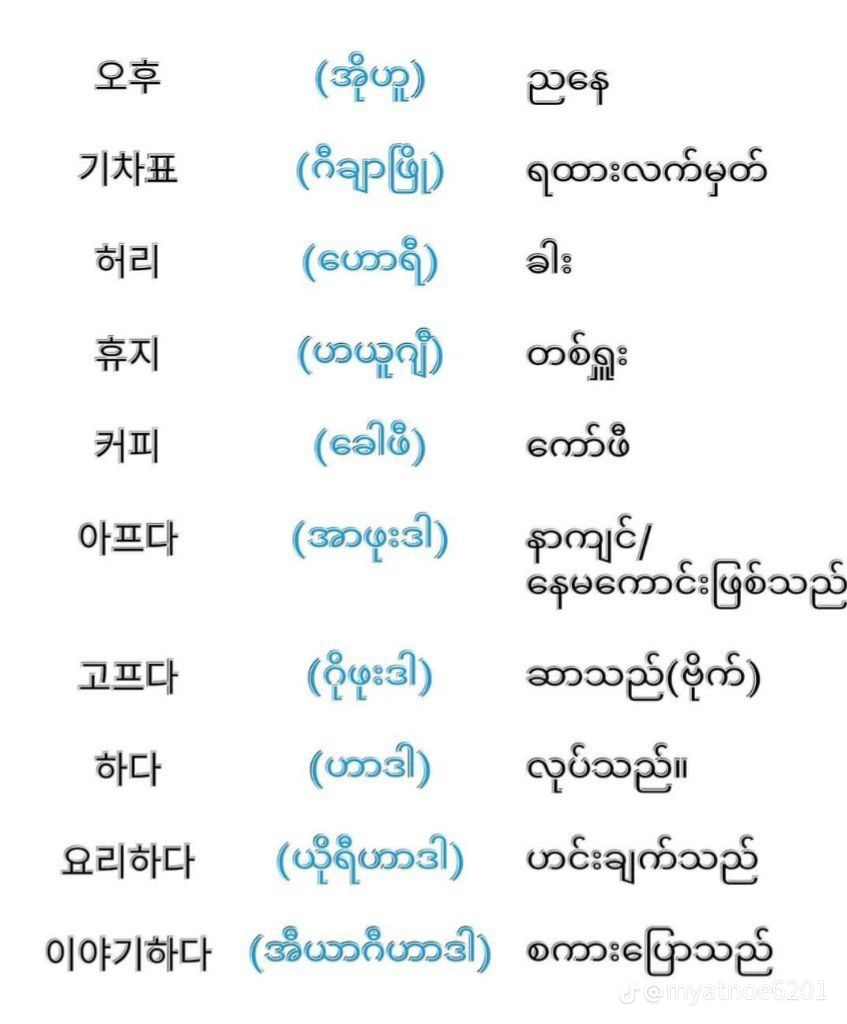 오후 (အိုဟူ) ညနေ
기차표 (ဂီချာဖြို) ရထားလက်မှတ်
허리 (ဟောရီ) ခါး
휴지 (ဟယူဂျီ) တစ်ရှူး
커피 (ခေါဖီ) ကော်ဖီ
아프다 (အာဖုးဒါ) နာကျင်/
နေမကောင်းဖြစ်သည်
고프다 (ဂိုဖုးဒါ) ဆာသည်(ဗိုက်)
하다 (ဟာဒါ) လုပ်သည်။
요리하다 (ယိုရီဟာဒါ) ဟင်းချက်သည်
이야기하다 (အီယာဂီဟာဒါ) စကားပြောသည်
@myatnoe6201